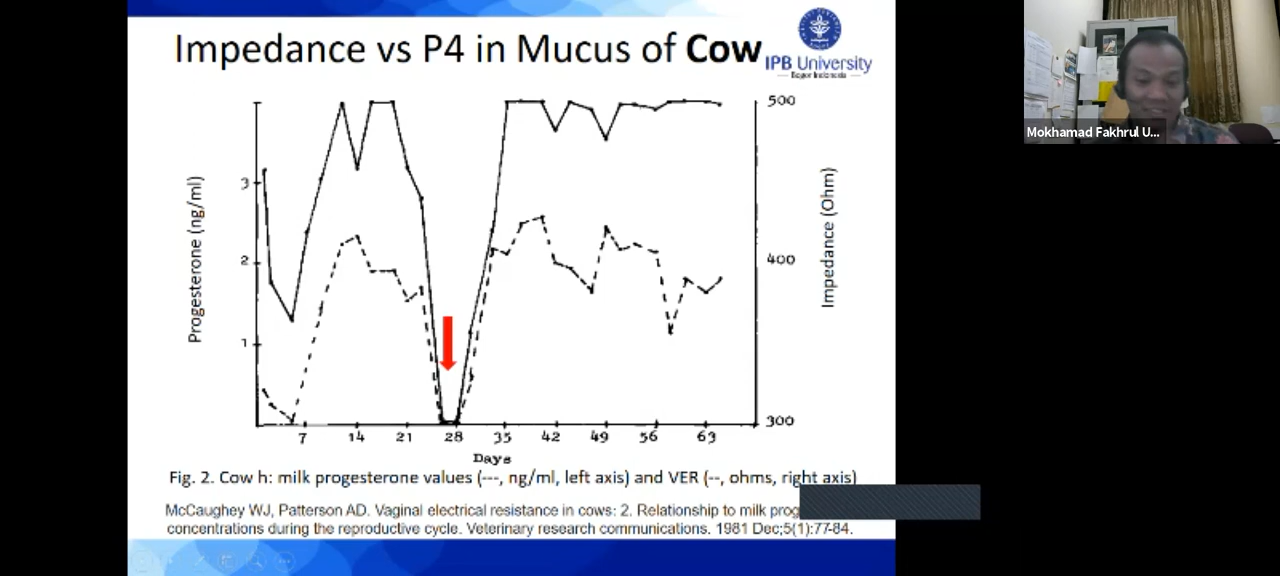 Impedance vs P4 in Mucus of Cow
IPB University
Bogor Indonesia
Mokhamad Fakhrul U...
Progesterone (ng/ml)
3
2
1
500
400
300
Impedance (Ohm)
7 14 21 28 35 42 49 56 63
Days
Fig. 2. Cow h: milk progesterone values (---, ng/ml, left axis) and VER (--, ohms, right axis)
McCaughey WJ, Patterson AD. Vaginal electrical resistance in cows: 2. Relationship to milk prog
concentrations during the reproductive cycle. Veterinary research communications. 1981 Dec;5(1):77-84.